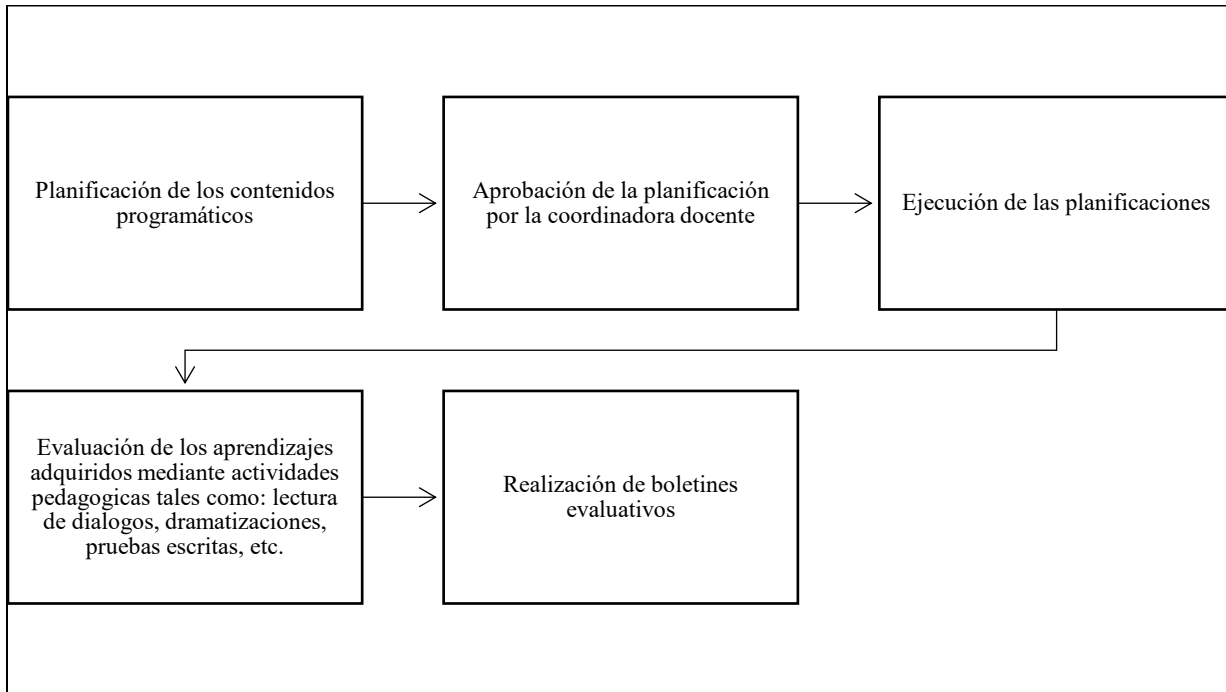 Planificación de los contenidos
programáticos
Aprobación de la planificación
por la coordinadora docente
Ejecución de las planificaciones
Evaluación de los aprendizajes
adquiridos mediante actividades
pedagogicas tales como: lectura
de dialogos, dramatizaciones,
pruebas escritas, etc.
Realización de boletines
evaluativos